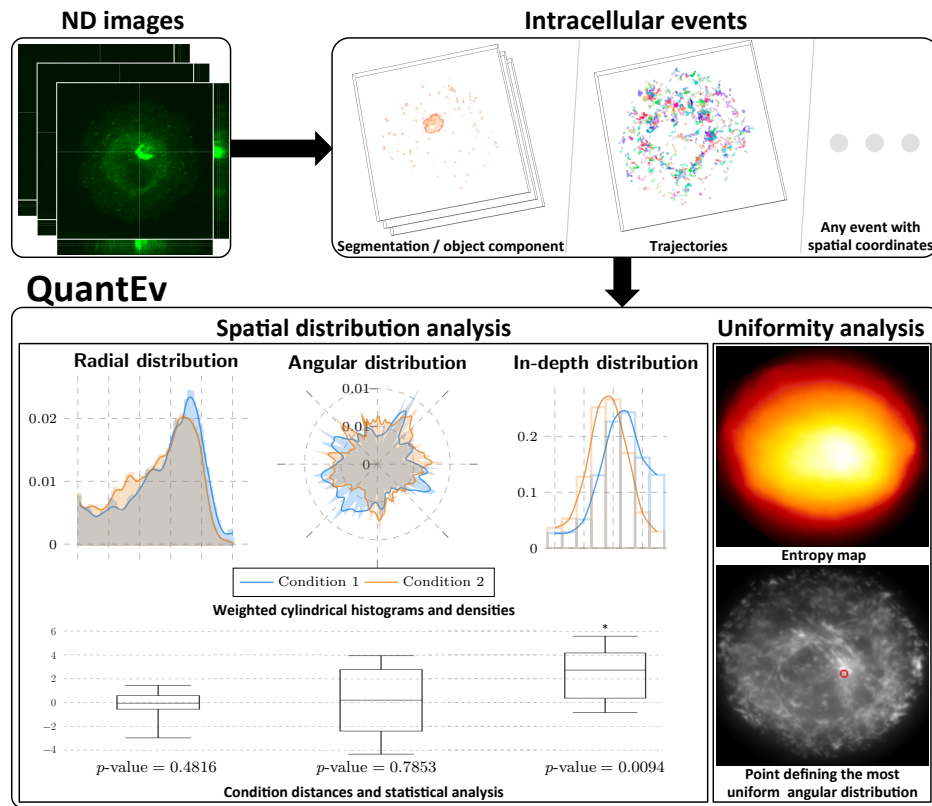 ND images
Intracellular events
Segmentation / object component
Trajectories
Any event with
spatial coordinates
QuantEv
Spatial distribution analysis
Uniformity analysis
Radial distribution
Angular distribution
In-depth distribution
0.02
0.01
0
0.01
0.01
0
0.2
0.1
0
Condition 1
Condition 2
Weighted cylindrical histograms and densities
Entropy map
6
4
2
0
−2
−4
*
p-value = 0.4816
p-value = 0.7853
p-value = 0.0094
Condition distances and statistical analysis
Point defining the most
uniform angular distribution